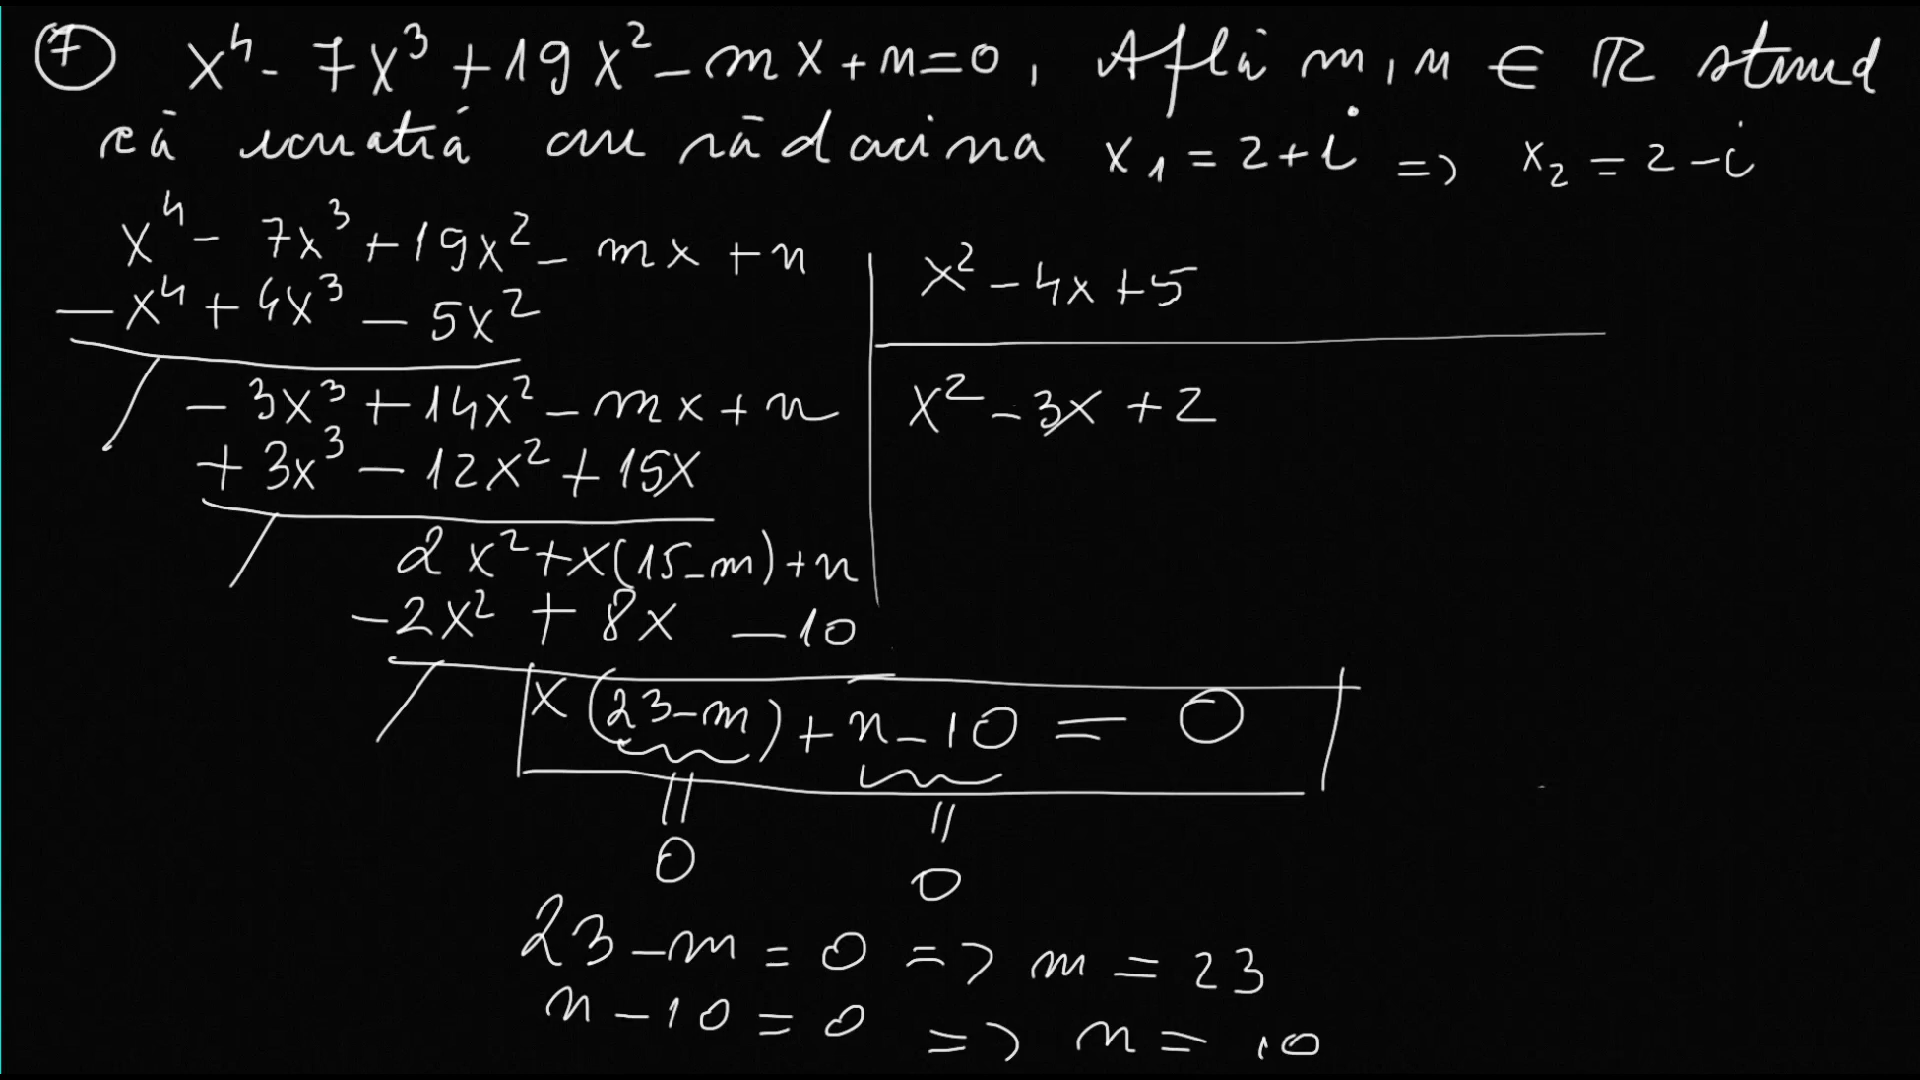 ⑦ x⁴ - 7x³ + 19x² - mx + n = 0, Află m, n ∈ ℝ știind
că ecuația are rădăcina x₁ = 2 + i => x₂ = 2 - i
x⁴ - 7x³ + 19x² - mx + n | x² - 4x + 5
- x⁴ + 4x³ - 5x²
/ - 3x³ + 14x² - mx + n | x² - 3x + 2
+ 3x³ - 12x² + 15x
/ 2x² + x(15 - m) + n
- 2x² + 8x - 10
/ x(23 - m) + n - 10 = 0
|| ||
0 0
23 - m = 0 => m = 23
n - 10 = 0 => n = 10